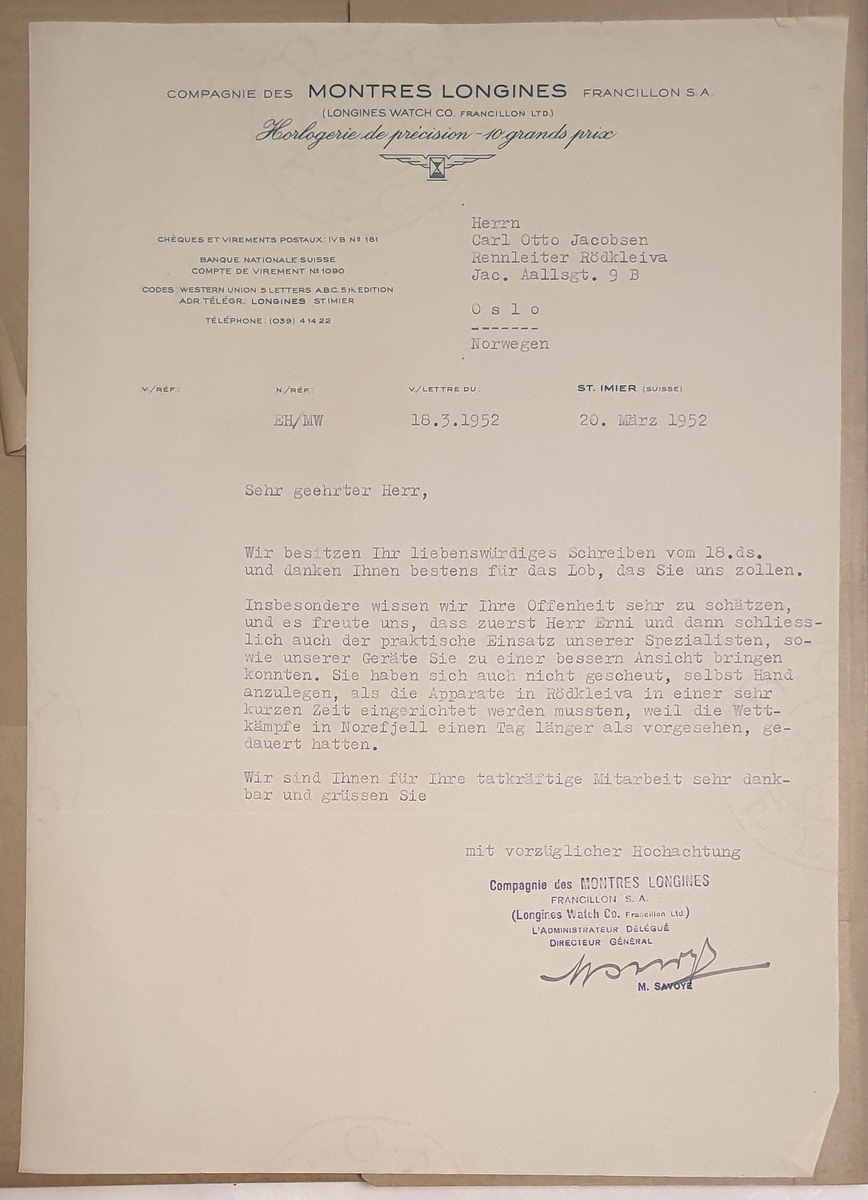 COMPAGNIE DES MONTRES LONGINES FRANCILLON S.A.
(LONGINES WATCH CO. FRANCILLON LTD.)
Horlogerie de précision - 10 grands prix
Herrn
Carl Otto Jacobsen
Rennleiter Rödkleiva
Jac. Aallsgt. 9 B
O s l o
-------
Norwegen
CHÈQUES ET VIREMENTS POSTAUX: IV B Nº 181
BANQUE NATIONALE SUISSE
COMPTE DE VIREMENT Nº 1090
CODES: WESTERN UNION 5 LETTERS A.B.C. 5th EDITION
ADR. TÉLÉGR.: LONGINES ST.IMIER
TÉLÉPHONE: (039) 4 14 22
V./RÉF.: N./RÉF.: V./LETTRE DU: ST. IMIER (SUISSE)
EH/MW 18.3.1952 20. März 1952
Sehr geehrter Herr,
Wir besitzen Ihr liebenswürdiges Schreiben vom 18.ds.
und danken Ihnen bestens für das Lob, das Sie uns zollen.
Insbesondere wissen wir Ihre Offenheit sehr zu schätzen,
und es freute uns, dass zuerst Herr Erni und dann schliess-
lich auch der praktische Einsatz unserer Spezialisten, so-
wie unserer Geräte Sie zu einer bessern Ansicht bringen
konnten. Sie haben sich auch nicht gescheut, selbst Hand
anzulegen, als die Apparate in Rödkleiva in einer sehr
kurzen Zeit eingerichtet werden mussten, weil die Wett-
kämpfe in Norefjell einen Tag länger als vorgesehen, ge-
dauert hatten.
Wir sind Ihnen für Ihre tatkräftige Mitarbeit sehr dank-
bar und grüssen Sie
mit vorzüglicher Hochachtung
Compagnie des MONTRES LONGINES
FRANCILLON S. A.
(Longines Watch Co. Francillon Ltd.)
L'ADMINISTRATEUR DÉLÉGUÉ
DIRECTEUR GÉNÉRAL
M. SAVOYE